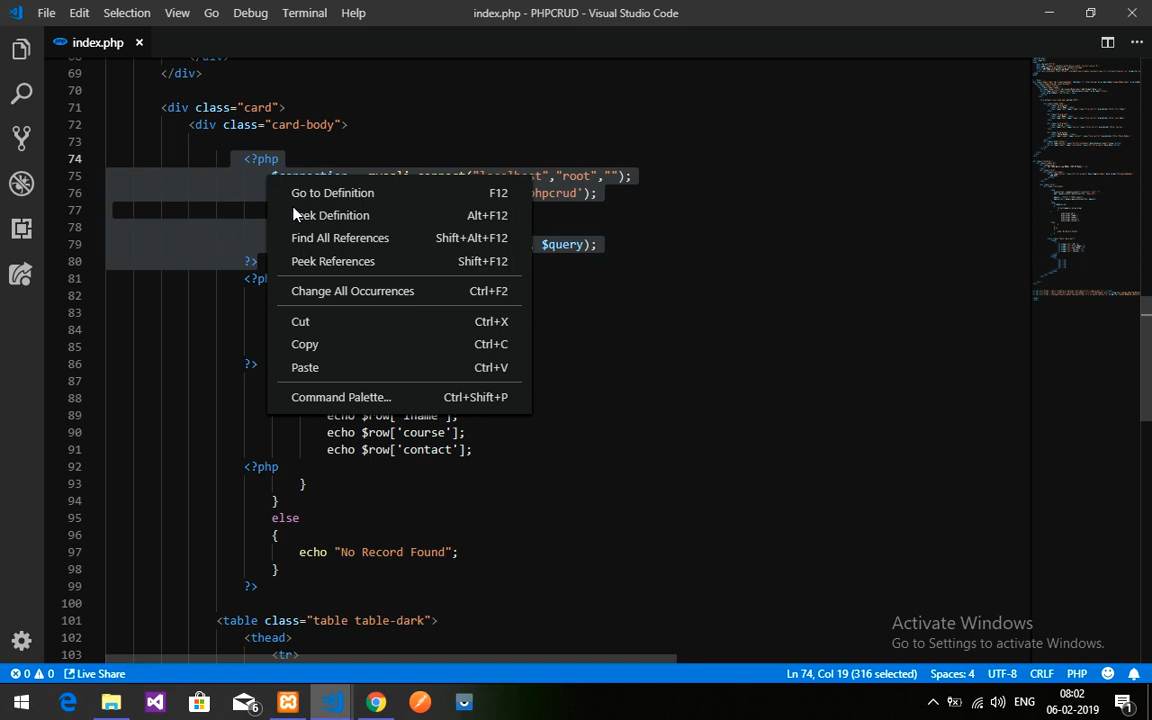 File Edit Selection View Go Debug Terminal Help
index.php - PHPCRUD - Visual Studio Code
index.php
69 </div>
70
71 <div class="card">
72 <div class="card-body">
73
74 <?php
75 mysqli_connect("localhost","root","");
76 phpcrud');
77
78
79 $query);
80 ?>
81
82
83
84
85
86 ?>
87
88
89 echo $row['lname'];
90 echo $row['course'];
91 echo $row['contact'];
92 <?php
93 }
94 }
95 else
96 {
97 echo "No Record Found";
98 }
99 ?>
100
101 <table class="table table-dark">
102 <thead>
103 <tr>
Go to Definition F12
Peek Definition Alt+F12
Find All References Shift+Alt+F12
Peek References Shift+F12
Change All Occurrences Ctrl+F2
Cut Ctrl+X
Copy Ctrl+C
Paste Ctrl+V
Command Palette... Ctrl+Shift+P
Activate Windows
Go to Settings to activate Windows.
0 0 Live Share
Ln 74, Col 19 (316 selected) Spaces: 4 UTF-8 CRLF PHP
6
ENG
08:02
06-02-2019
1